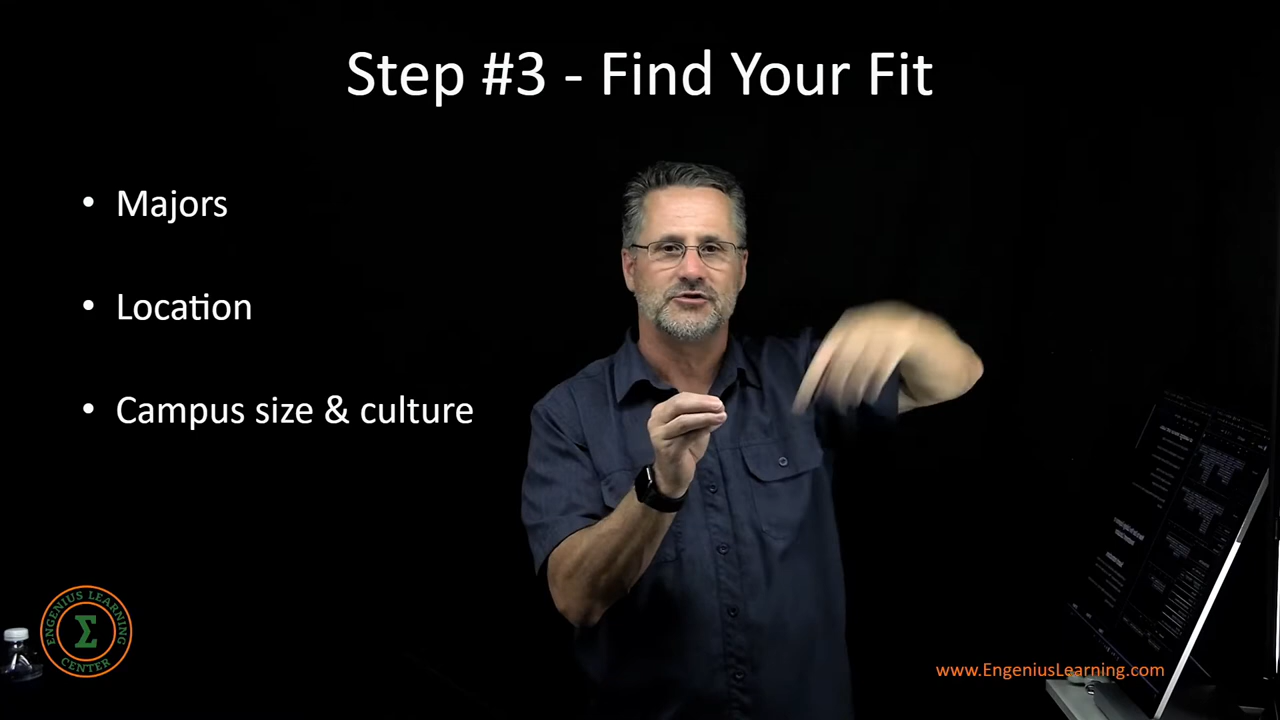 Step #3 - Find Your Fit
• Majors
• Location
• Campus size & culture
ENGENIUS LEARNING
Σ
CENTER
www.EngeniusLearning.com